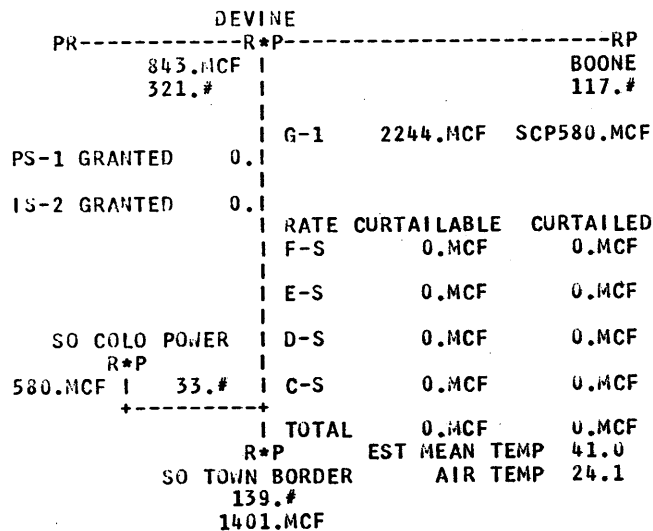 DEVINE
PR------------R*P------------------------RP
843.MCF | BOONE
321.# | 117.#
|
| G-1 2244.MCF SCP580.MCF
PS-1 GRANTED 0.|
|
IS-2 GRANTED 0.|
| RATE CURTAILABLE CURTAILED
| F-S 0.MCF 0.MCF
|
| E-S 0.MCF 0.MCF
|
SO COLO POWER | D-S 0.MCF 0.MCF
R*P |
580.MCF | 33.# | C-S 0.MCF 0.MCF
+----------+
| TOTAL 0.MCF 0.MCF
R*P EST MEAN TEMP 41.0
SO TOWN BORDER AIR TEMP 24.1
139.#
1401.MCF